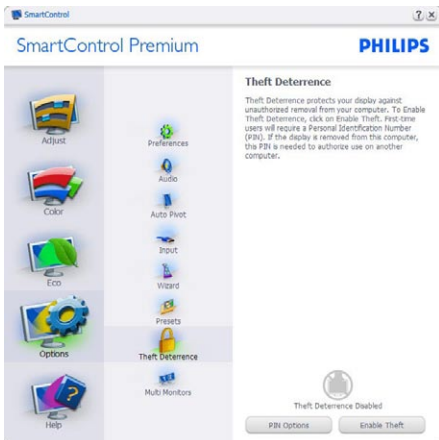 SmartControl
SmartControl Premium
PHILIPS
Adjust
Color
Eco
Options
Help
Preferences
Audio
Auto Pivot
Input
Wizard
Presets
Theft Deterrence
Multi Monitors
Theft Deterrence
Theft Deterrence protects your display against
unauthorized removal from your computer. To Enable
Theft Deterrence, click on Enable Theft. First-time
users will require a Personal Identification Number
(PIN). If the display is removed from this computer,
this PIN is needed to authorize use on another
computer.
Theft Deterrence Disabled
PIN Options
Enable Theft